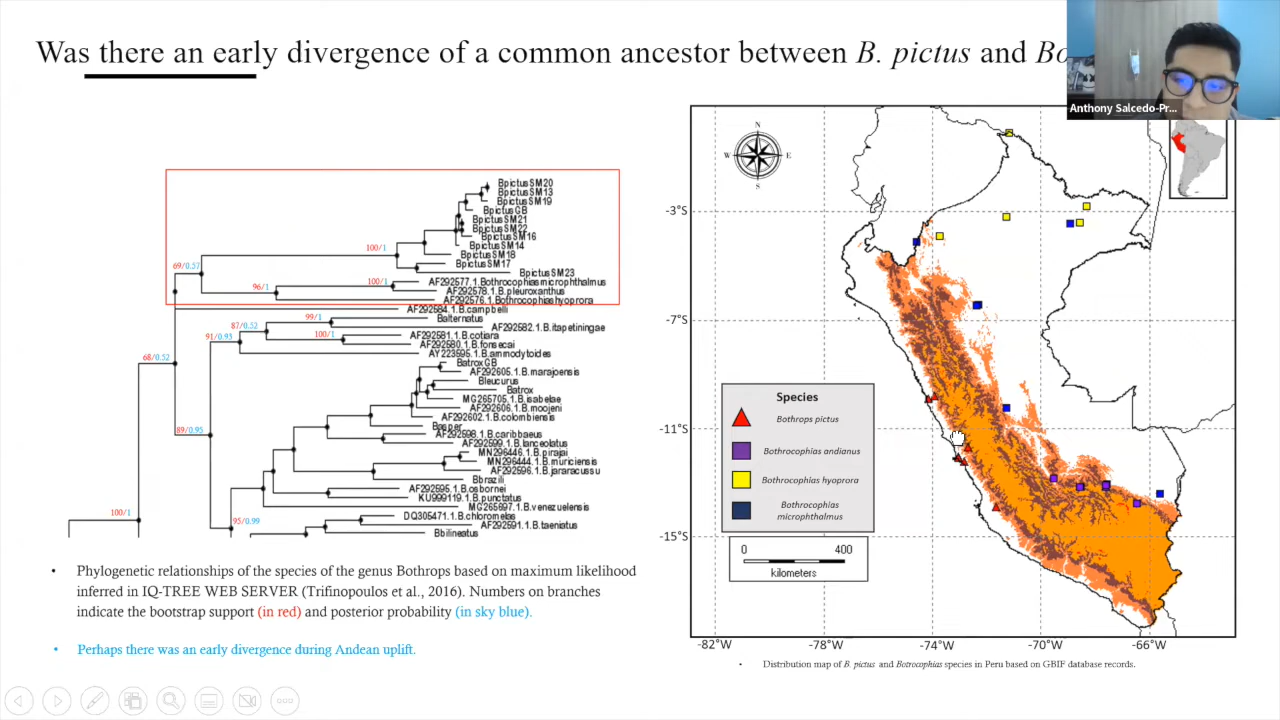 Was there an early divergence of a common ancestor between B. pictus and Bo
Anthony Salcedo-Pr...
BpictusSM20
BpictusSM13
BpictusSM19
BpictusGB
BpictusSM21
BpictusSM22
BpictusSM16
BpictusSM14
BpictusSM18
BpictusSM17
BpictusSM23
AF292577.1.Bothrocophiasmicrophthalmus
AF292578.1.B.pleuroxanthus
AF292576.1.Bothrocophiashyoprora
AF292584.1.B.campbelli
Balternatus
AF292582.1.B.itapetiningae
AF292581.1.B.cotiara
AF292580.1.B.fonsecai
AY223595.1.B.ammodytoides
BatroxGB
AF292605.1.B.marajoensis
Bleucurus
Batrox
MG265705.1.B.isabelae
AF292606.1.B.moojeni
AF292602.1.B.colombiensis
Basper
AF292598.1.B.caribbaeus
AF292599.1.B.lanceolatus
MN296446.1.B.pirajai
MN296444.1.B.muriciensis
AF292596.1.B.jararacussu
Bbrazili
AF292595.1.B.osbornei
KU999119.1.B.punctatus
MG265697.1.B.venezuelensis
DQ305471.1.B.chloromelas
AF292591.1.B.taeniatus
Bbilineatus
100/1
69/0.57
100/1
96/1
99/1
87/0.52
91/0.93
100/1
68/0.52
89/0.95
100/1
95/0.99
• Phylogenetic relationships of the species of the genus Bothrops based on maximum likelihood
inferred in IQ-TREE WEB SERVER (Trifinopoulos et al., 2016). Numbers on branches
indicate the bootstrap support (in red) and posterior probability (in sky blue).
• Perhaps there was an early divergence during Andean uplift.
N
W E
S
-3°S
-7°S
-11°S
-15°S
Species
Bothrops pictus
Bothrocophias andianus
Bothrocophias hyoprora
Bothrocophias
microphthalmus
0 400
kilometers
-82°W -78°W -74°W -70°W -66°W
• Distribution map of B. pictus and Botrocophias species in Peru based on GBIF database records.